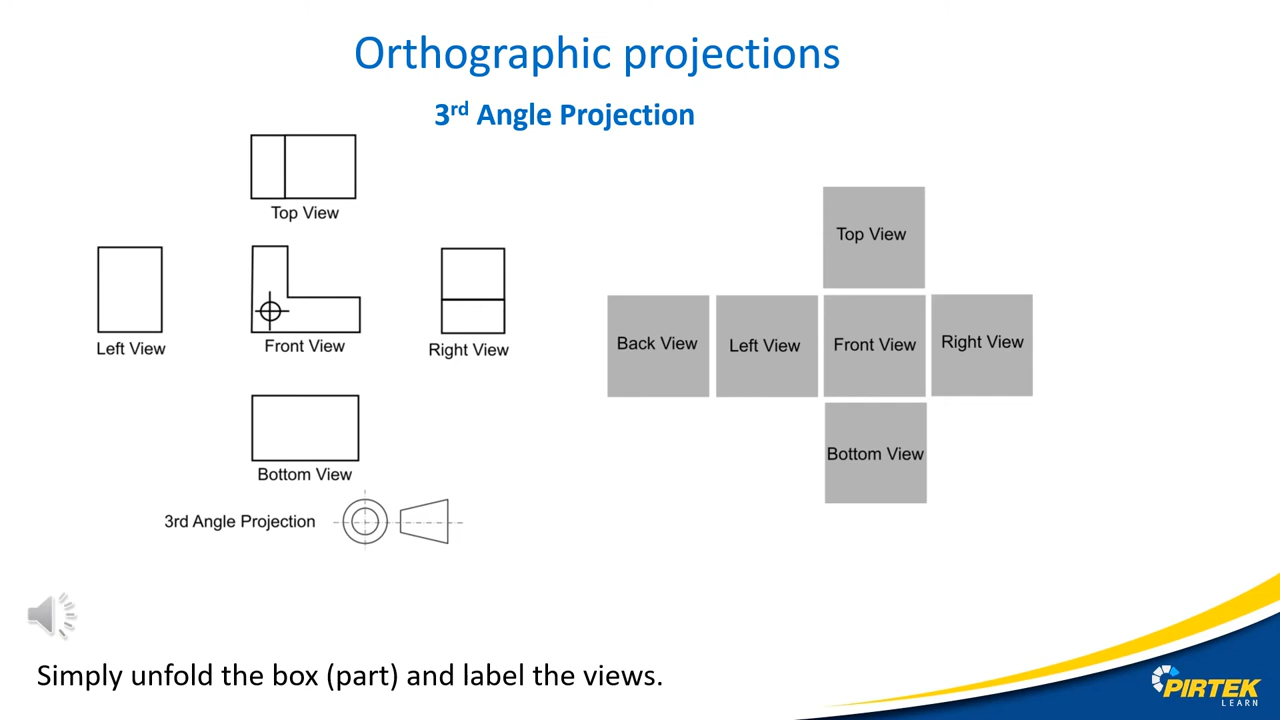 Orthographic projections
3rd Angle Projection
Top View
Left View
Front View
Right View
Bottom View
3rd Angle Projection
Top View
Back View
Left View
Front View
Right View
Bottom View
Simply unfold the box (part) and label the views.
PIRTEK
LEARN